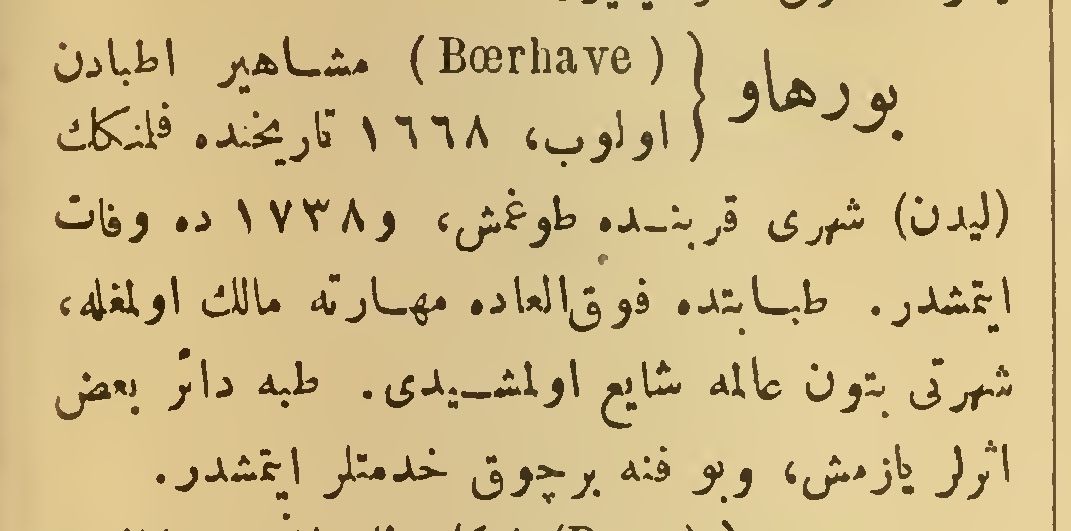 بورهاو { (Bœrhave) مشاهیر اطبادن
اولوب، ١٦٦٨ تاریخنده فلمنكك
(لیدن) شهری قربنده طوغمش، و١٧٣٨ ده وفات
ایتمشدر. طبابتده فوق‌العاده مهارته مالك اولمغله،
شهرتی بتون عالمه شایع اولمشیدی. طبه دائر بعض
اثرلر یازمش، وبو فنه برچوق خدمتلر ایتمشدر.